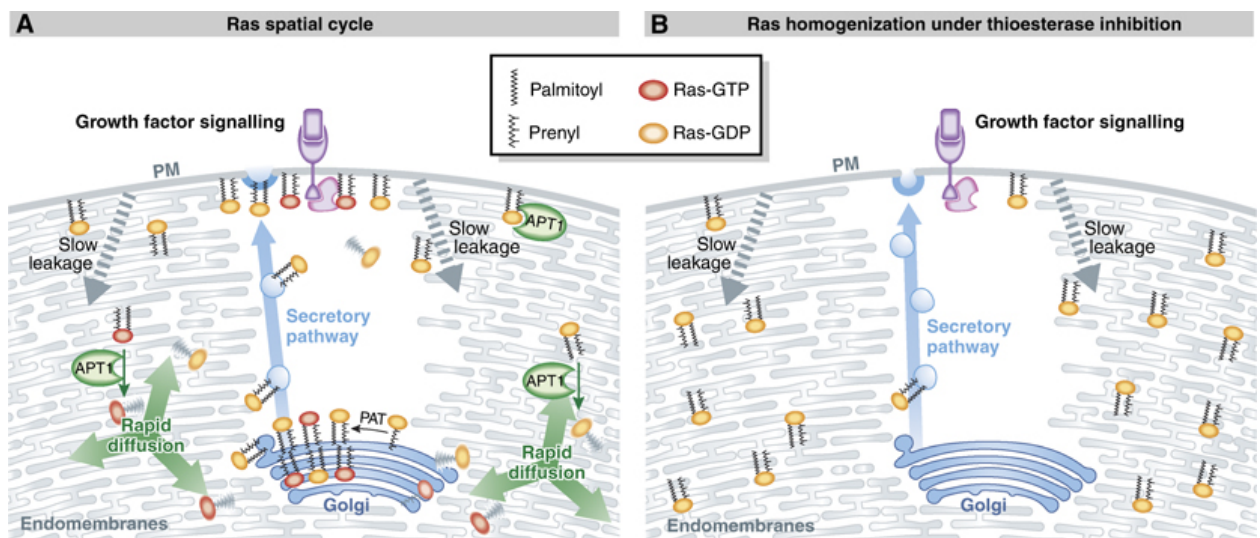 A Ras spatial cycle
B Ras homogenization under thioesterase inhibition
Palmitoyl
Ras-GTP
Prenyl
Ras-GDP
Growth factor signalling
PM
Slow
leakage
Slow
leakage
APT1
Secretory
pathway
APT1
Rapid
diffusion
PAT
APT1
Rapid
diffusion
Golgi
Endomembranes
Growth factor signalling
PM
Slow
leakage
Slow
leakage
Secretory
pathway
Golgi
Endomembranes